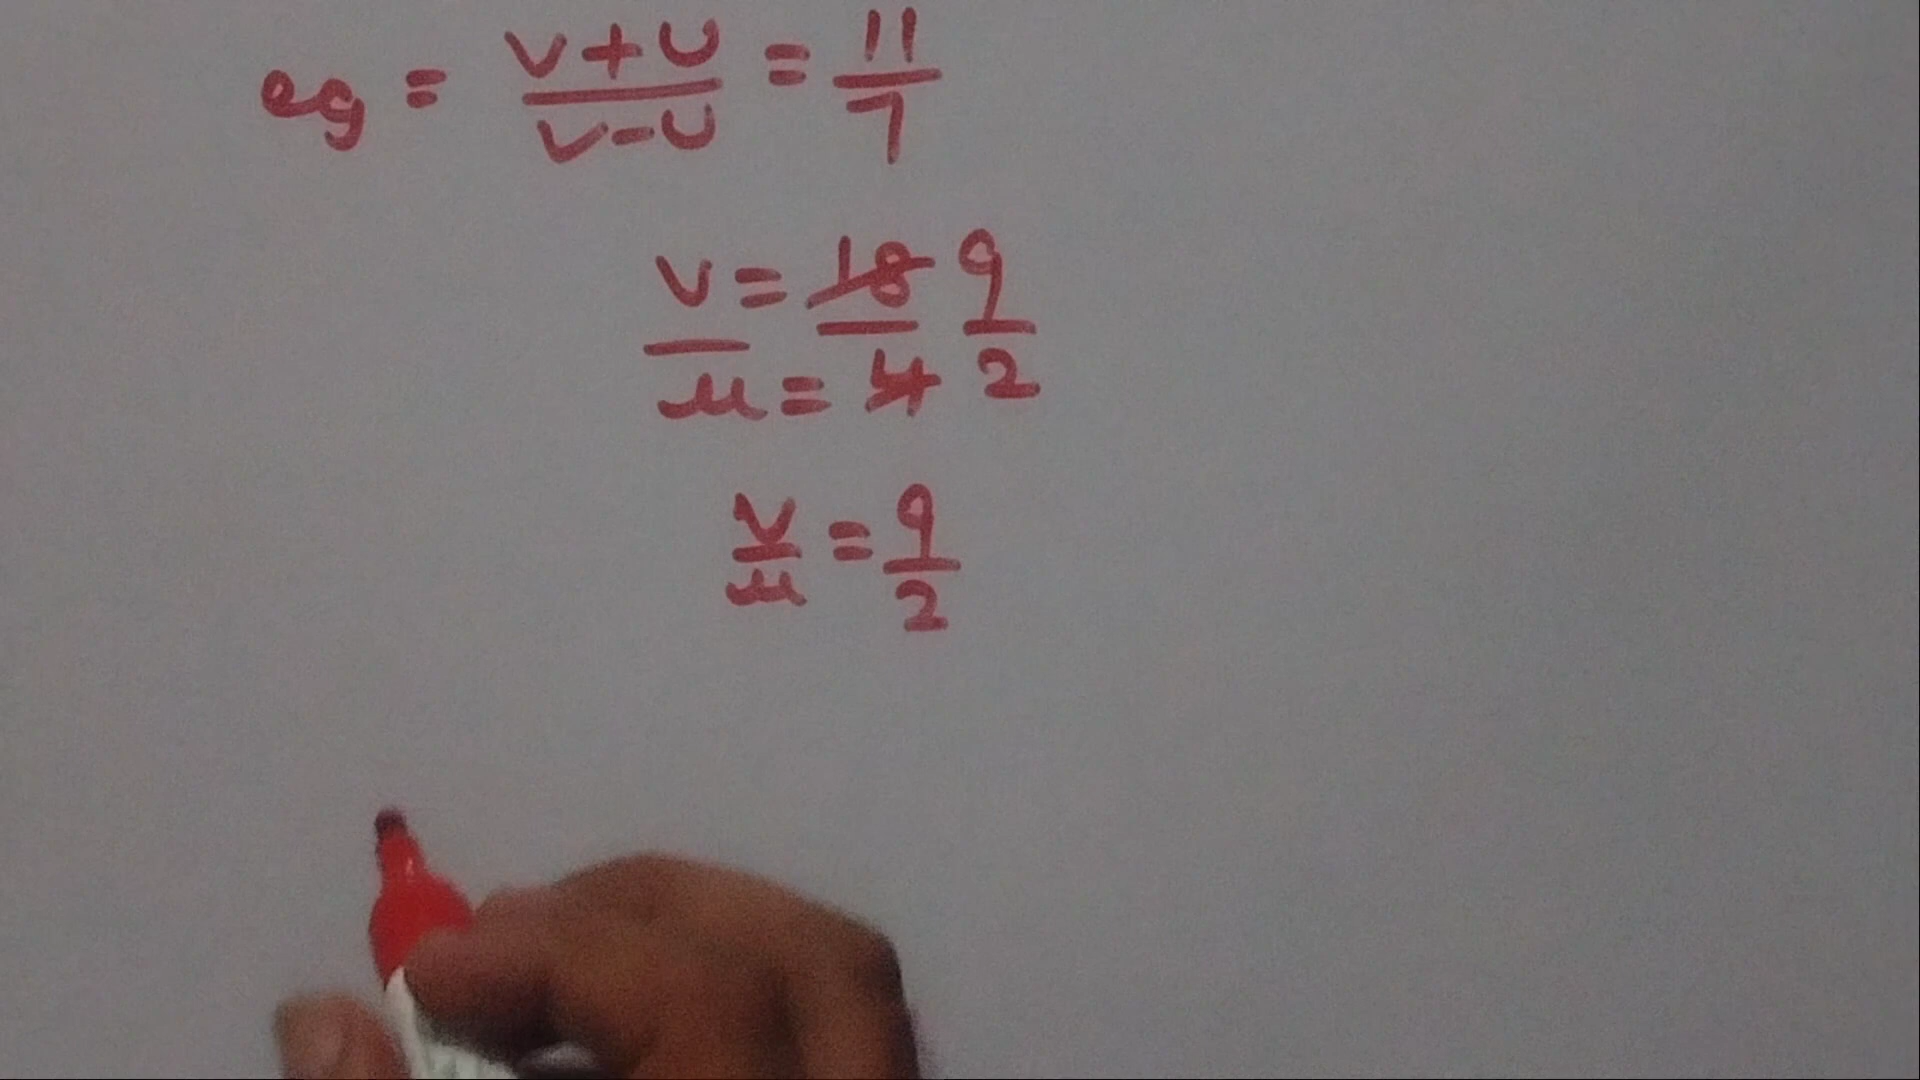 eg = v+u/v-u = 11/7
v = 18 9
u = 4 2
v/u = 9/2